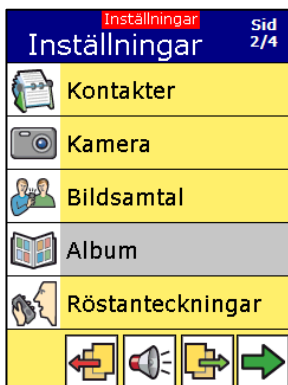 Inställningar
Inställningar
Sid
2/4
Kontakter
Kamera
Bildsamtal
Album
Röstanteckningar